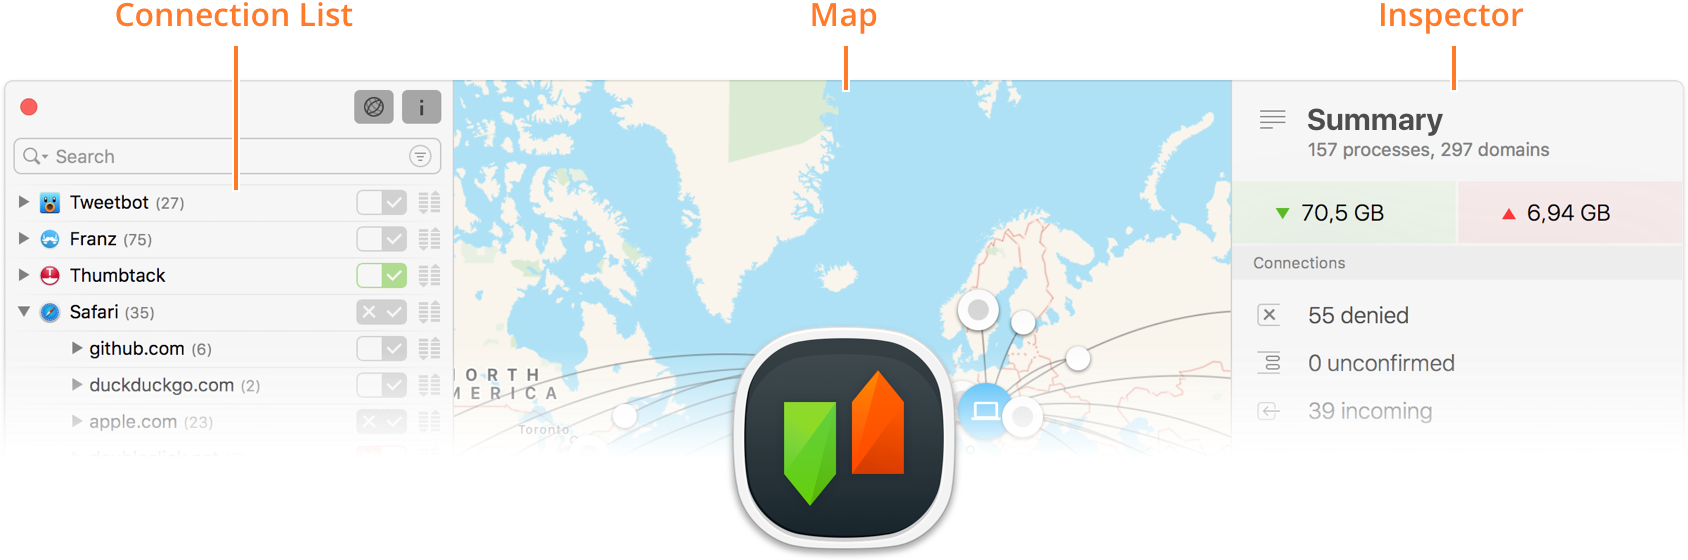 Connection List
Map
Inspector
Search
Tweetbot (27)
Franz (75)
Thumbtack
Safari (35)
github.com (6)
duckduckgo.com (2)
apple.com (23)
NORTH
AMERICA
Toronto
Summary
157 processes, 297 domains
70,5 GB
6,94 GB
Connections
55 denied
0 unconfirmed
39 incoming